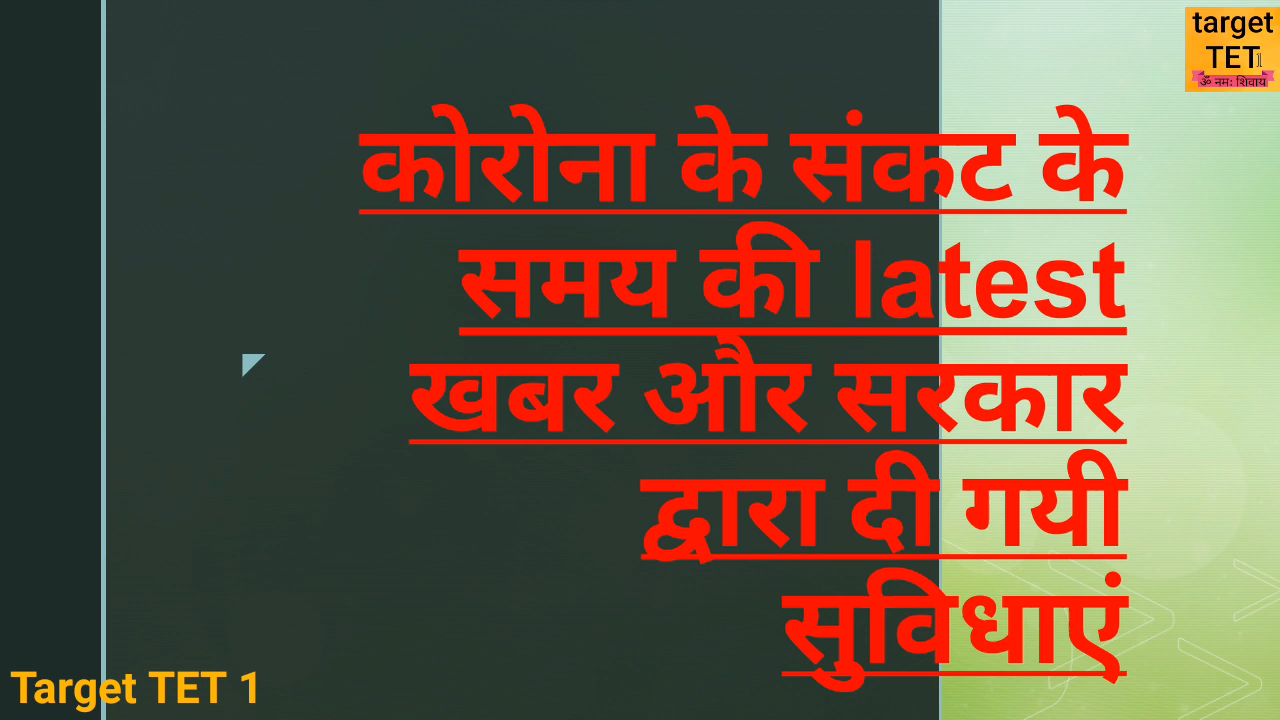 target
TET1
ॐ नमः शिवाय
कोरोना के संकट के
समय की latest
खबर और सरकार
द्वारा दी गयी
सुविधाएं
Target TET 1